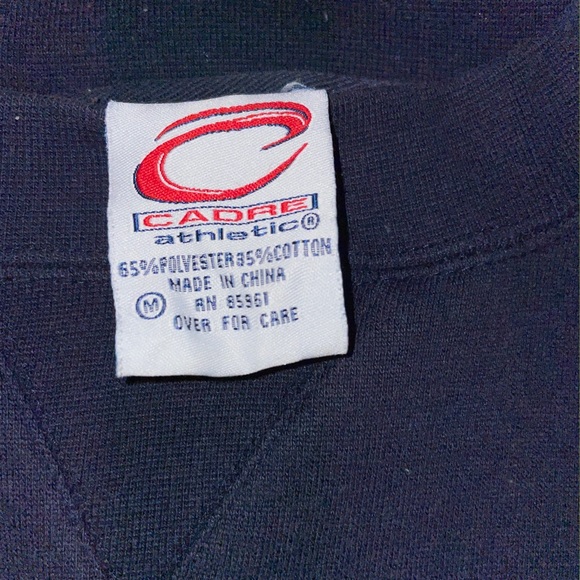 CADRE
athletic®
65%POLYESTER35%COTTON
MADE IN CHINA
M RN 85961
OVER FOR CARE